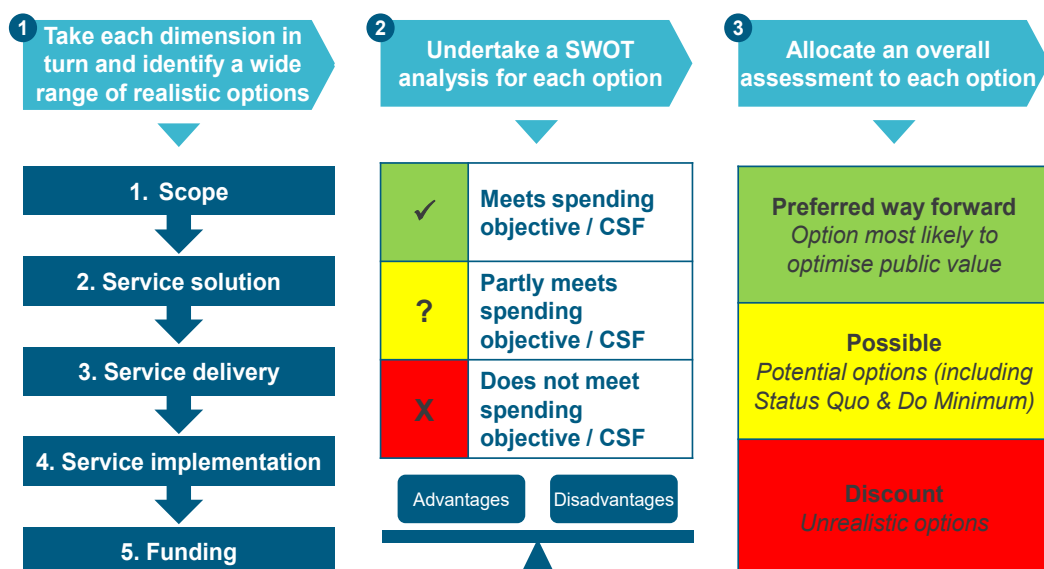 1
Take each dimension in
turn and identify a wide
range of realistic options
1. Scope
2. Service solution
3. Service delivery
4. Service implementation
5. Funding
2
Undertake a SWOT
analysis for each option
✓
Meets spending
objective / CSF
?
Partly meets
spending
objective / CSF
X
Does not meet
spending
objective / CSF
Advantages
Disadvantages
3
Allocate an overall
assessment to each option
Preferred way forward
Option most likely to
optimise public value
Possible
Potential options (including
Status Quo & Do Minimum)
Discount
Unrealistic options